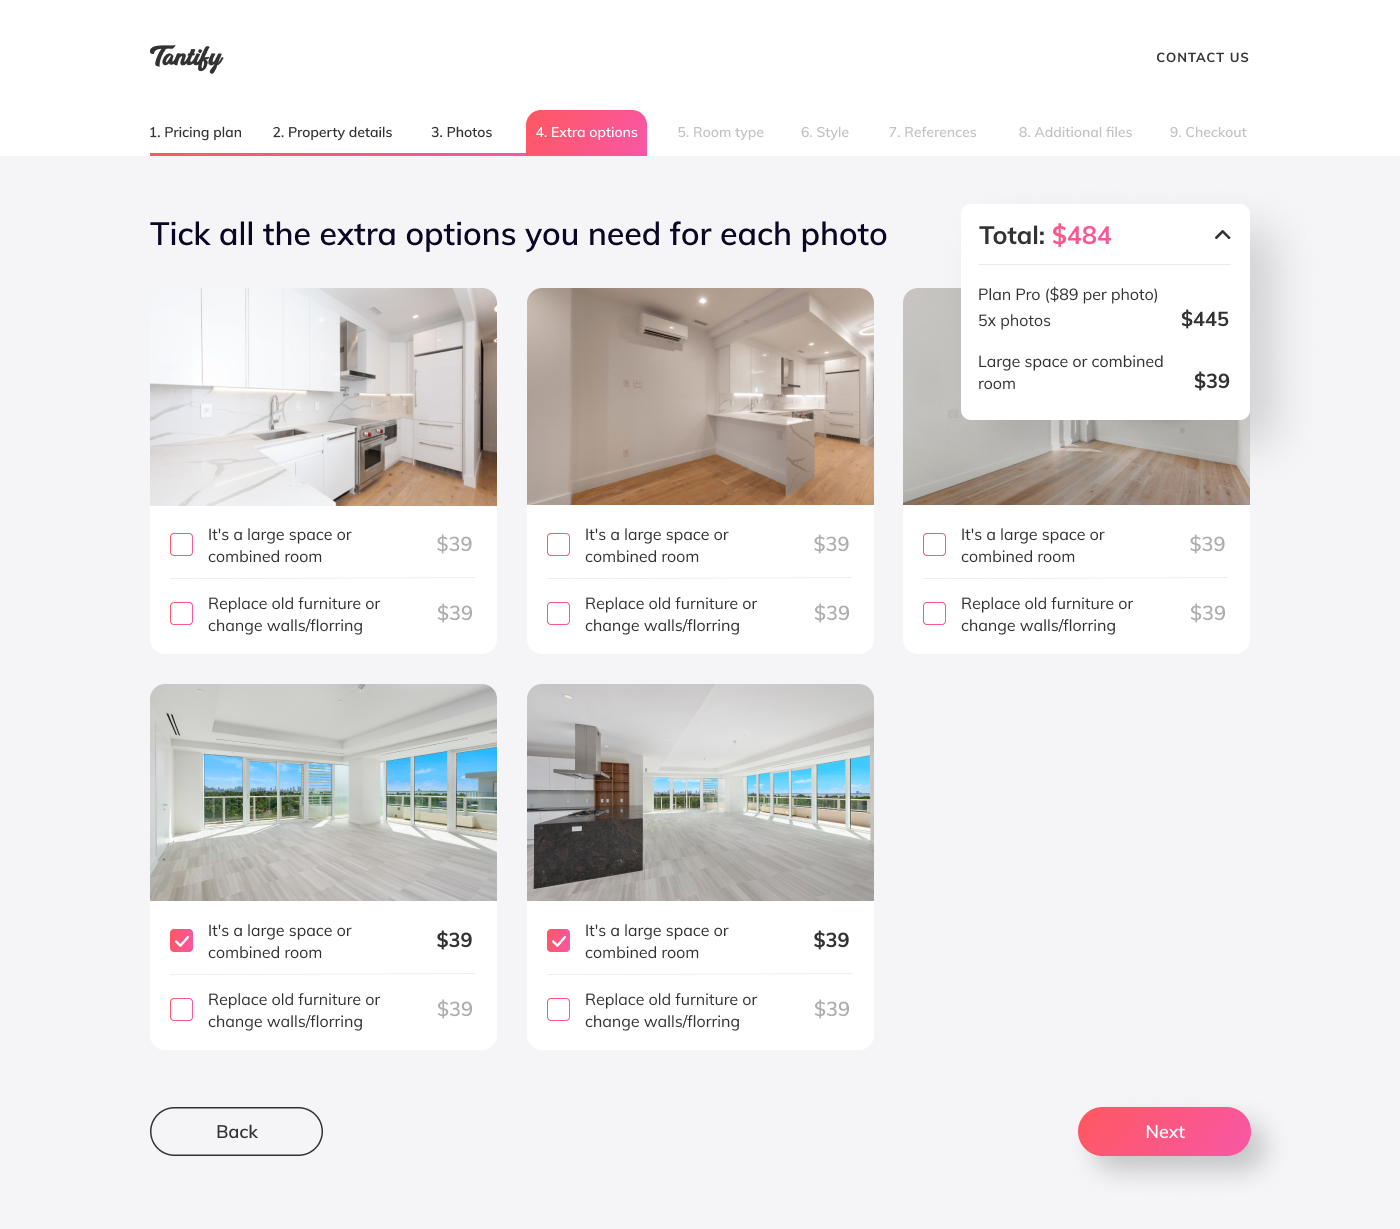 Tantify
CONTACT US
1. Pricing plan
2. Property details
3. Photos
4. Extra options
5. Room type
6. Style
7. References
8. Additional files
9. Checkout
Tick all the extra options you need for each photo
Total: $484
Plan Pro ($89 per photo)
5x photos
$445
Large space or combined
room
$39
It's a large space or
combined room
$39
Replace old furniture or
change walls/florring
$39
It's a large space or
combined room
$39
Replace old furniture or
change walls/florring
$39
It's a large space or
combined room
$39
Replace old furniture or
change walls/florring
$39
It's a large space or
combined room
$39
Replace old furniture or
change walls/florring
$39
It's a large space or
combined room
$39
Replace old furniture or
change walls/florring
$39
Back
Next